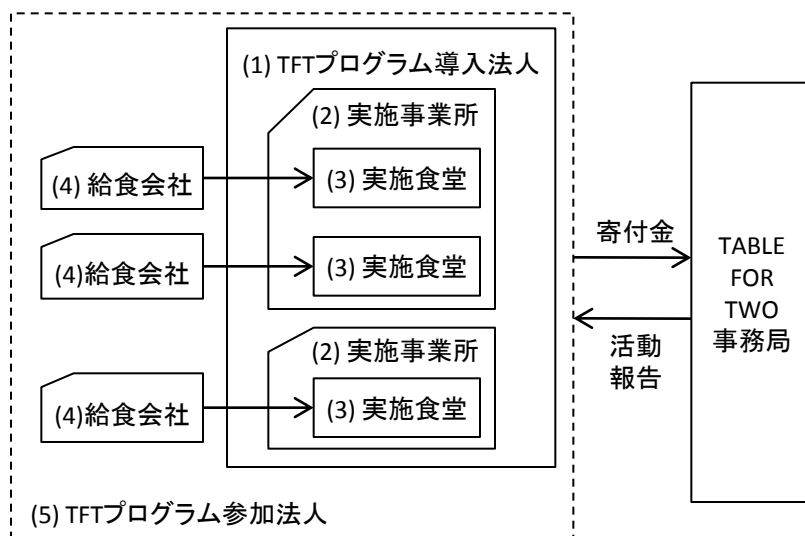 (1) TFTプログラム導入法人
(2) 実施事業所
(4) 給食会社
(3) 実施食堂
(4)給食会社
(3) 実施食堂
(2) 実施事業所
(4)給食会社
(3) 実施食堂
(5) TFTプログラム参加法人
寄付金
活動
報告
TABLE
FOR
TWO
事務局